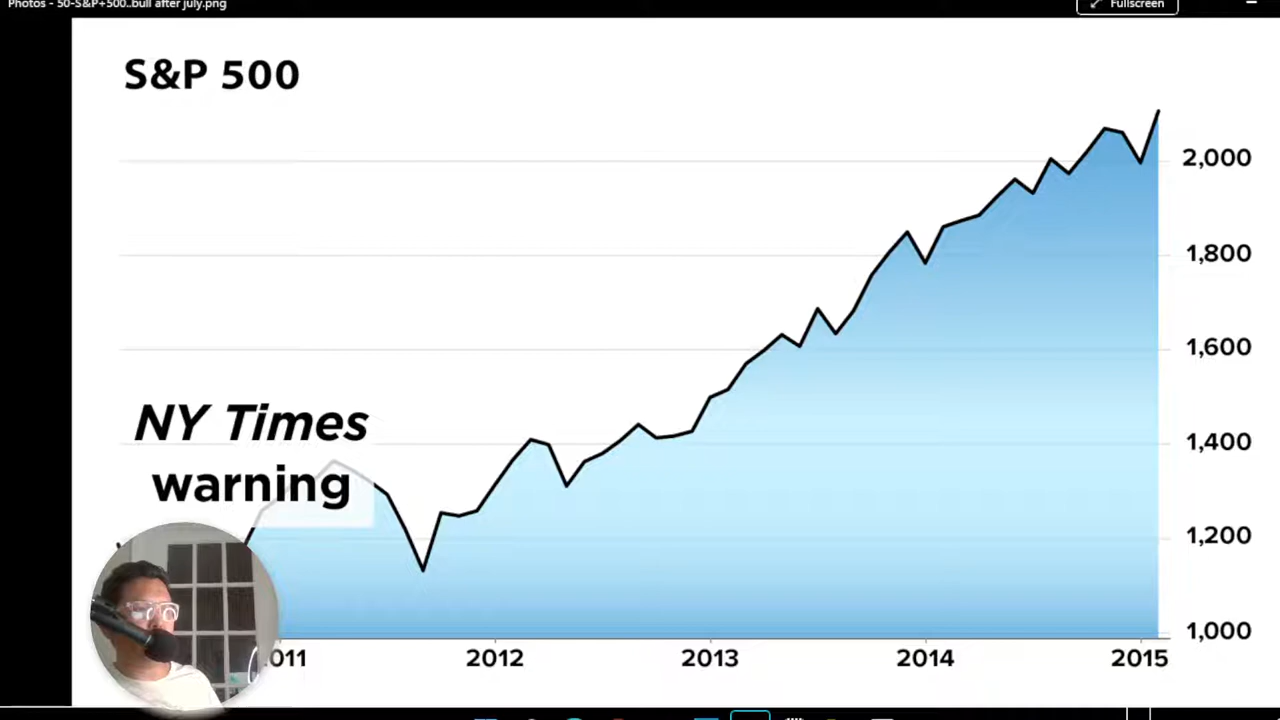 Photos - 50-S&P+500..bull after july.png
Fullscreen
S&P 500
2,000
1,800
1,600
NY Times
warning
1,400
1,200
1,000
2012
2013
2014
2015